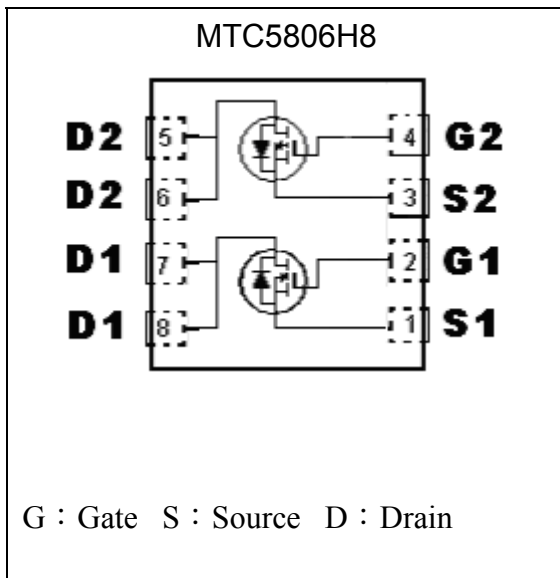 MTC5806H8
D2 5 4 G2
D2 6 3 S2
D1 7 2 G1
D1 8 1 S1
G：Gate S：Source D：Drain